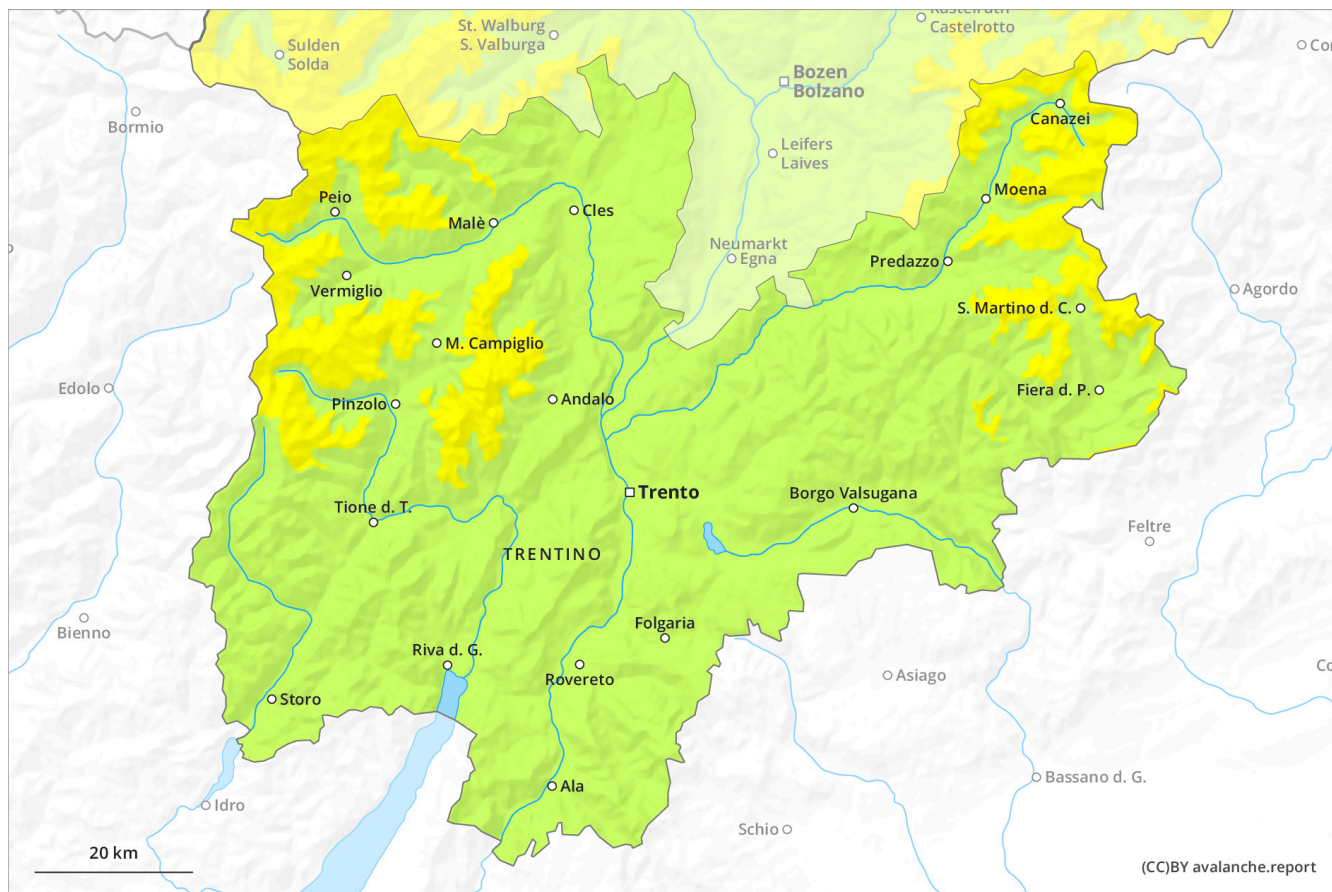 Kastelruth
Castelrotto
St. Walburg
S. Valburga
Sulden
Solda
Bozen
Bolzano
Bormio
Canazei
Leifers
Laives
Peio
Malè
Cles
Moena
Neumarkt
Egna
Predazzo
Vermiglio
Agordo
S. Martino d. C.
M. Campiglio
Edolo
Fiera d. P.
Pinzolo
Andalo
Trento
Borgo Valsugana
Tione d. T.
Feltre
TRENTINO
Bienno
Folgaria
Riva d. G.
Rovereto
Asiago
Storo
Bassano d. G.
Ala
Idro
Schio
20 km
(CC)BY avalanche.report